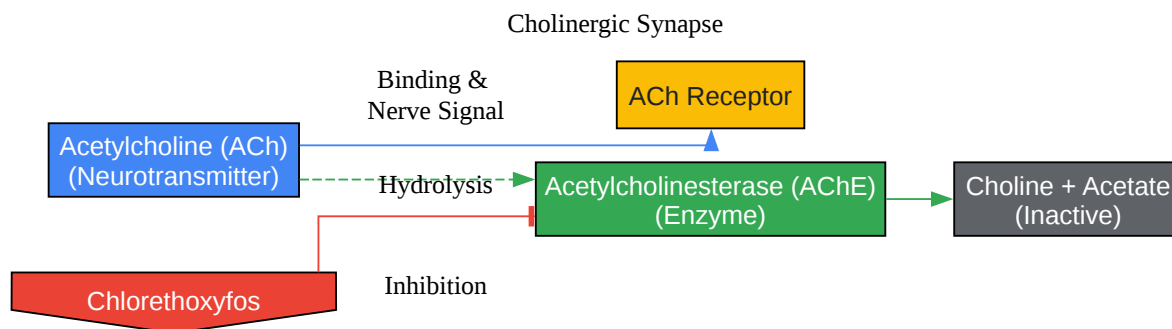 Cholinergic Synapse
Binding &
Nerve Signal
ACh Receptor
Acetylcholine (ACh)
(Neurotransmitter)
Hydrolysis
Acetylcholinesterase (AChE)
(Enzyme)
Choline + Acetate
(Inactive)
Inhibition
Chlorethoxyfos